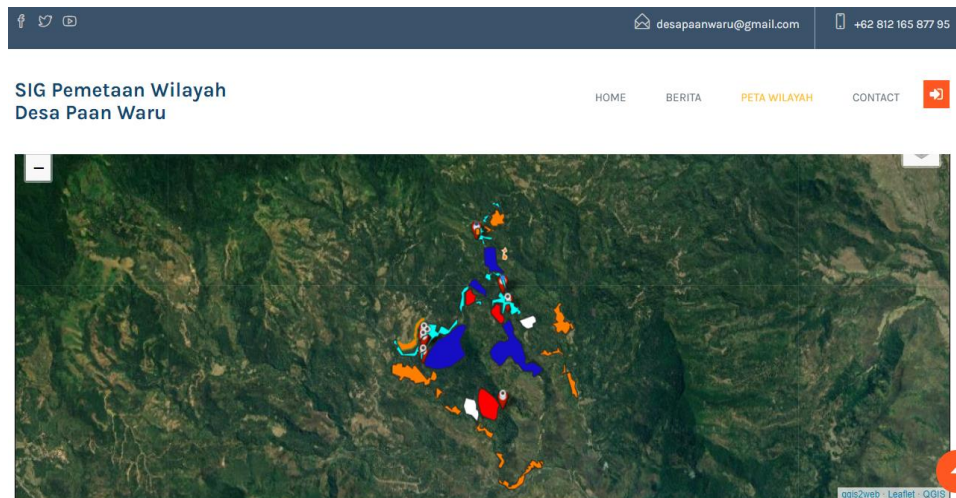 desapaanwaru@gmail.com
+62 812 165 877 95
SIG Pemetaan Wilayah
Desa Paan Waru
HOME
BERITA
PETA WILAYAH
CONTACT
−
qgis2web · Leaflet · QGIS